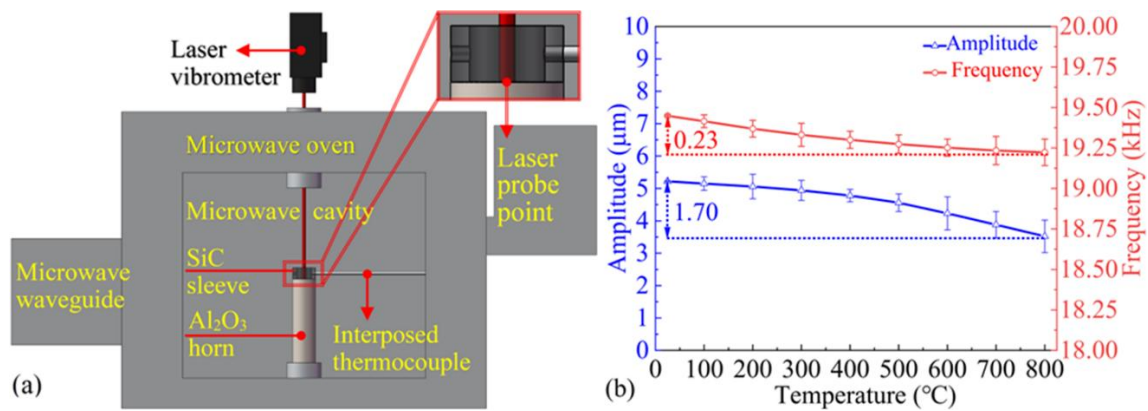 Laser
vibrometer
Microwave oven
Laser
probe
point
Microwave cavity
SiC
sleeve
Microwave
waveguide
Al₂O₃
horn
Interposed
thermocouple
(a)
Amplitude
Frequency
0.23
1.70
10
9
8
7
6
5
4
3
2
1
0
Amplitude (μm)
20.00
19.75
19.50
19.25
19.00
18.75
18.50
18.25
18.00
Frequency (kHz)
0 100 200 300 400 500 600 700 800
Temperature (℃)
(b)